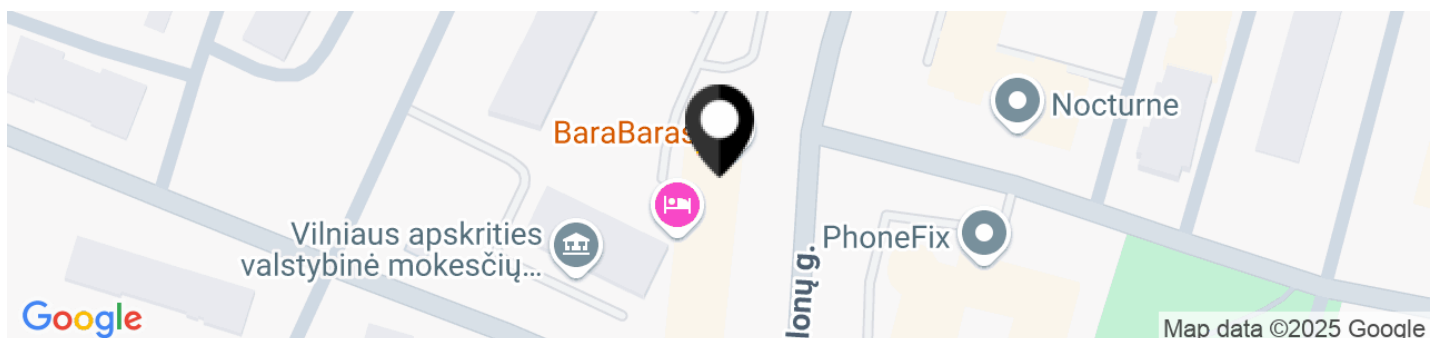 BaraBaras
Nocturne
Vilniaus apskrities
valstybinė mokesčių...
PhoneFix
lonų g.
Google
Map data ©2025 Google